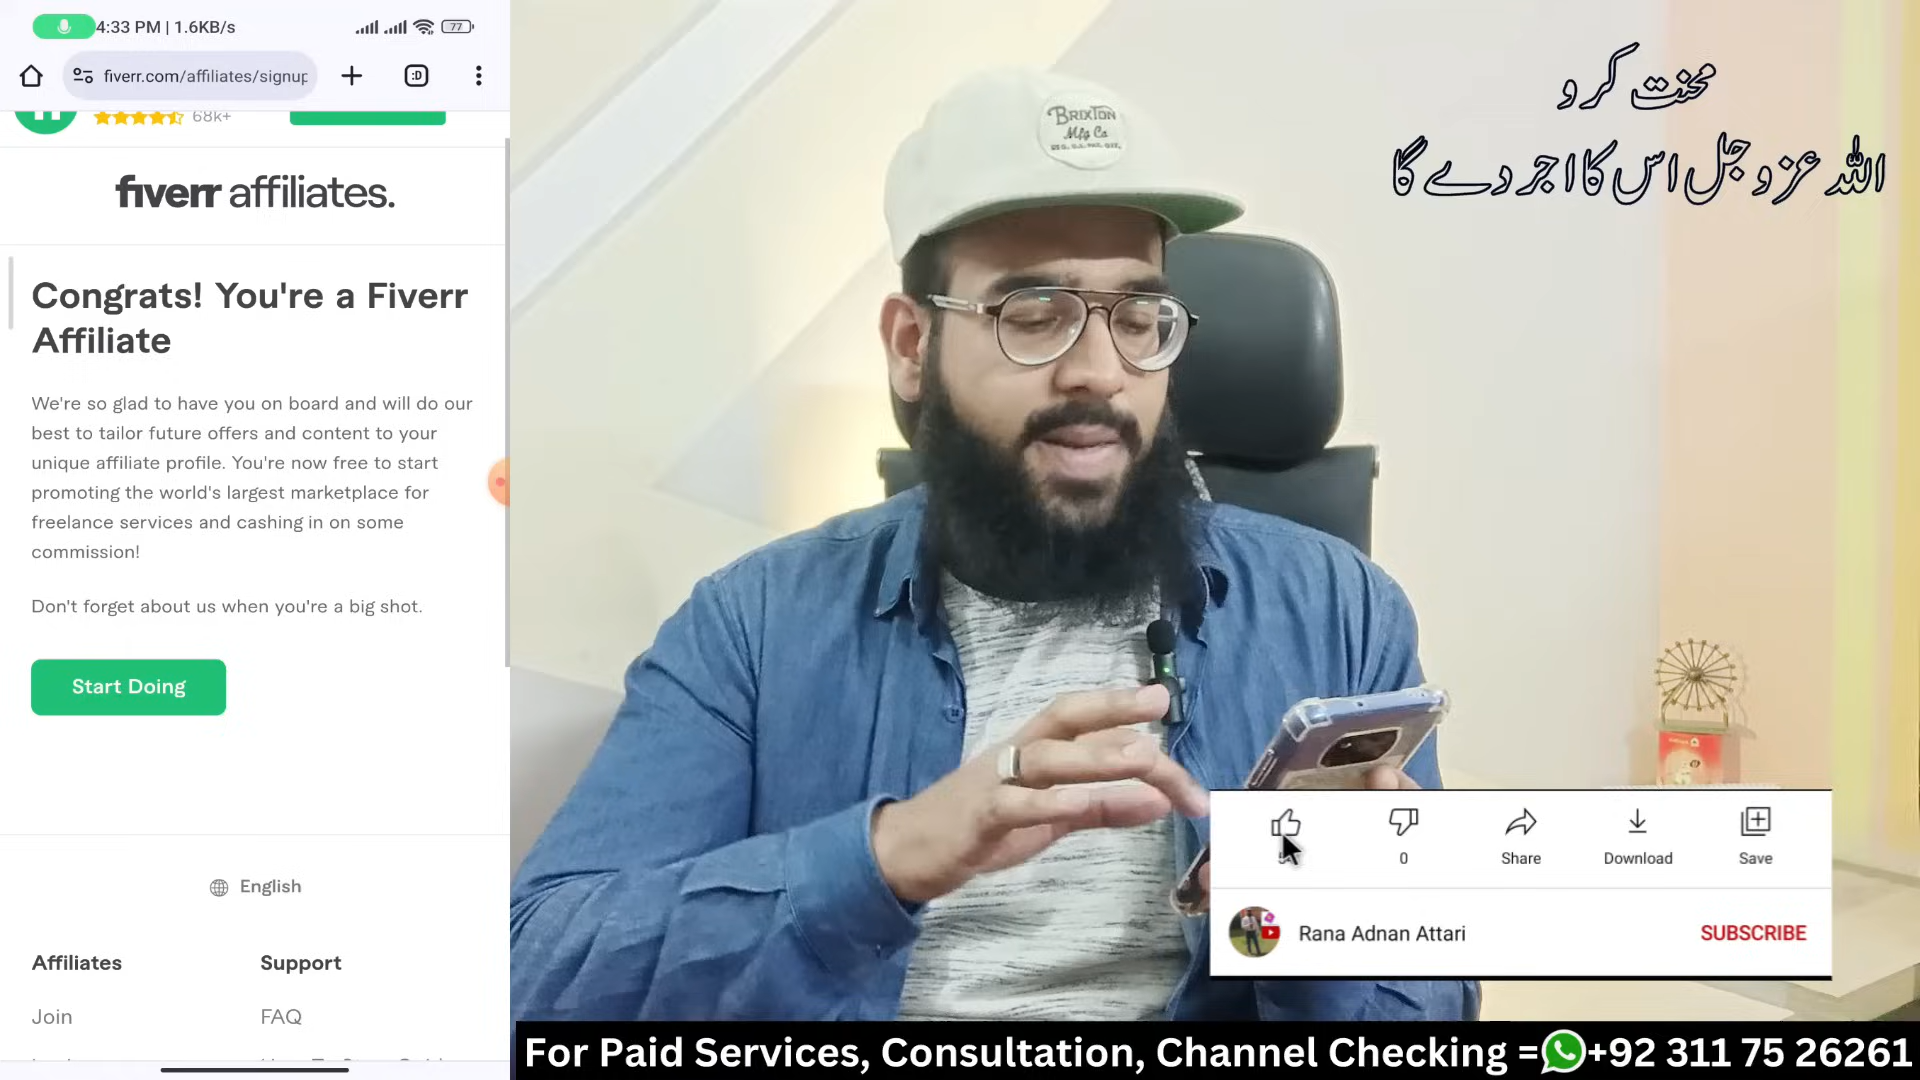 4:33 PM | 1.6KB/s
77
fiverr.com/affiliates/signup
:D
68k+
fiverr affiliates.
Congrats! You're a Fiverr
Affiliate
We're so glad to have you on board and will do our
best to tailor future offers and content to your
unique affiliate profile. You're now free to start
promoting the world's largest marketplace for
freelance services and cashing in on some
commission!
Don't forget about us when you're a big shot.
Start Doing
English
Affiliates
Support
Join
FAQ
BRIXTON
Mfg Co
محنت کرو
اللہ عزوجل اس کا اجر دے گا
0
Share
Download
Save
Rana Adnan Attari
SUBSCRIBE
For Paid Services, Consultation, Channel Checking =+92 311 75 26261